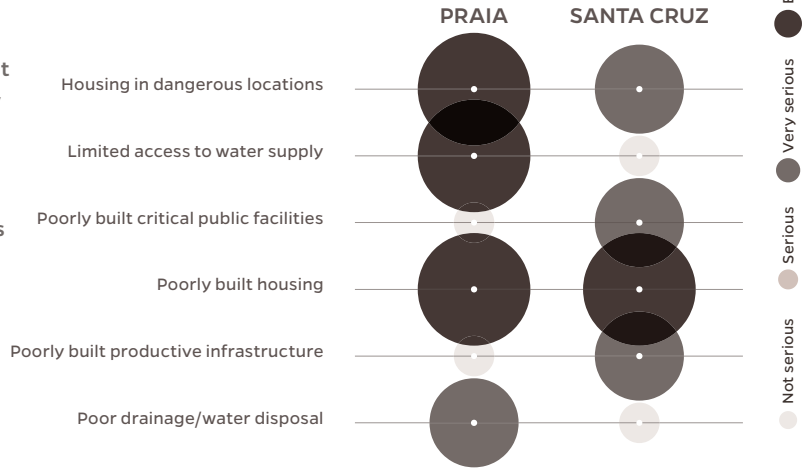 PRAIA
SANTA CRUZ
Housing in dangerous locations
Limited access to water supply
Poorly built critical public facilities
Poorly built housing
Poorly built productive infrastructure
Poor drainage/water disposal
Very serious
Serious
Not serious